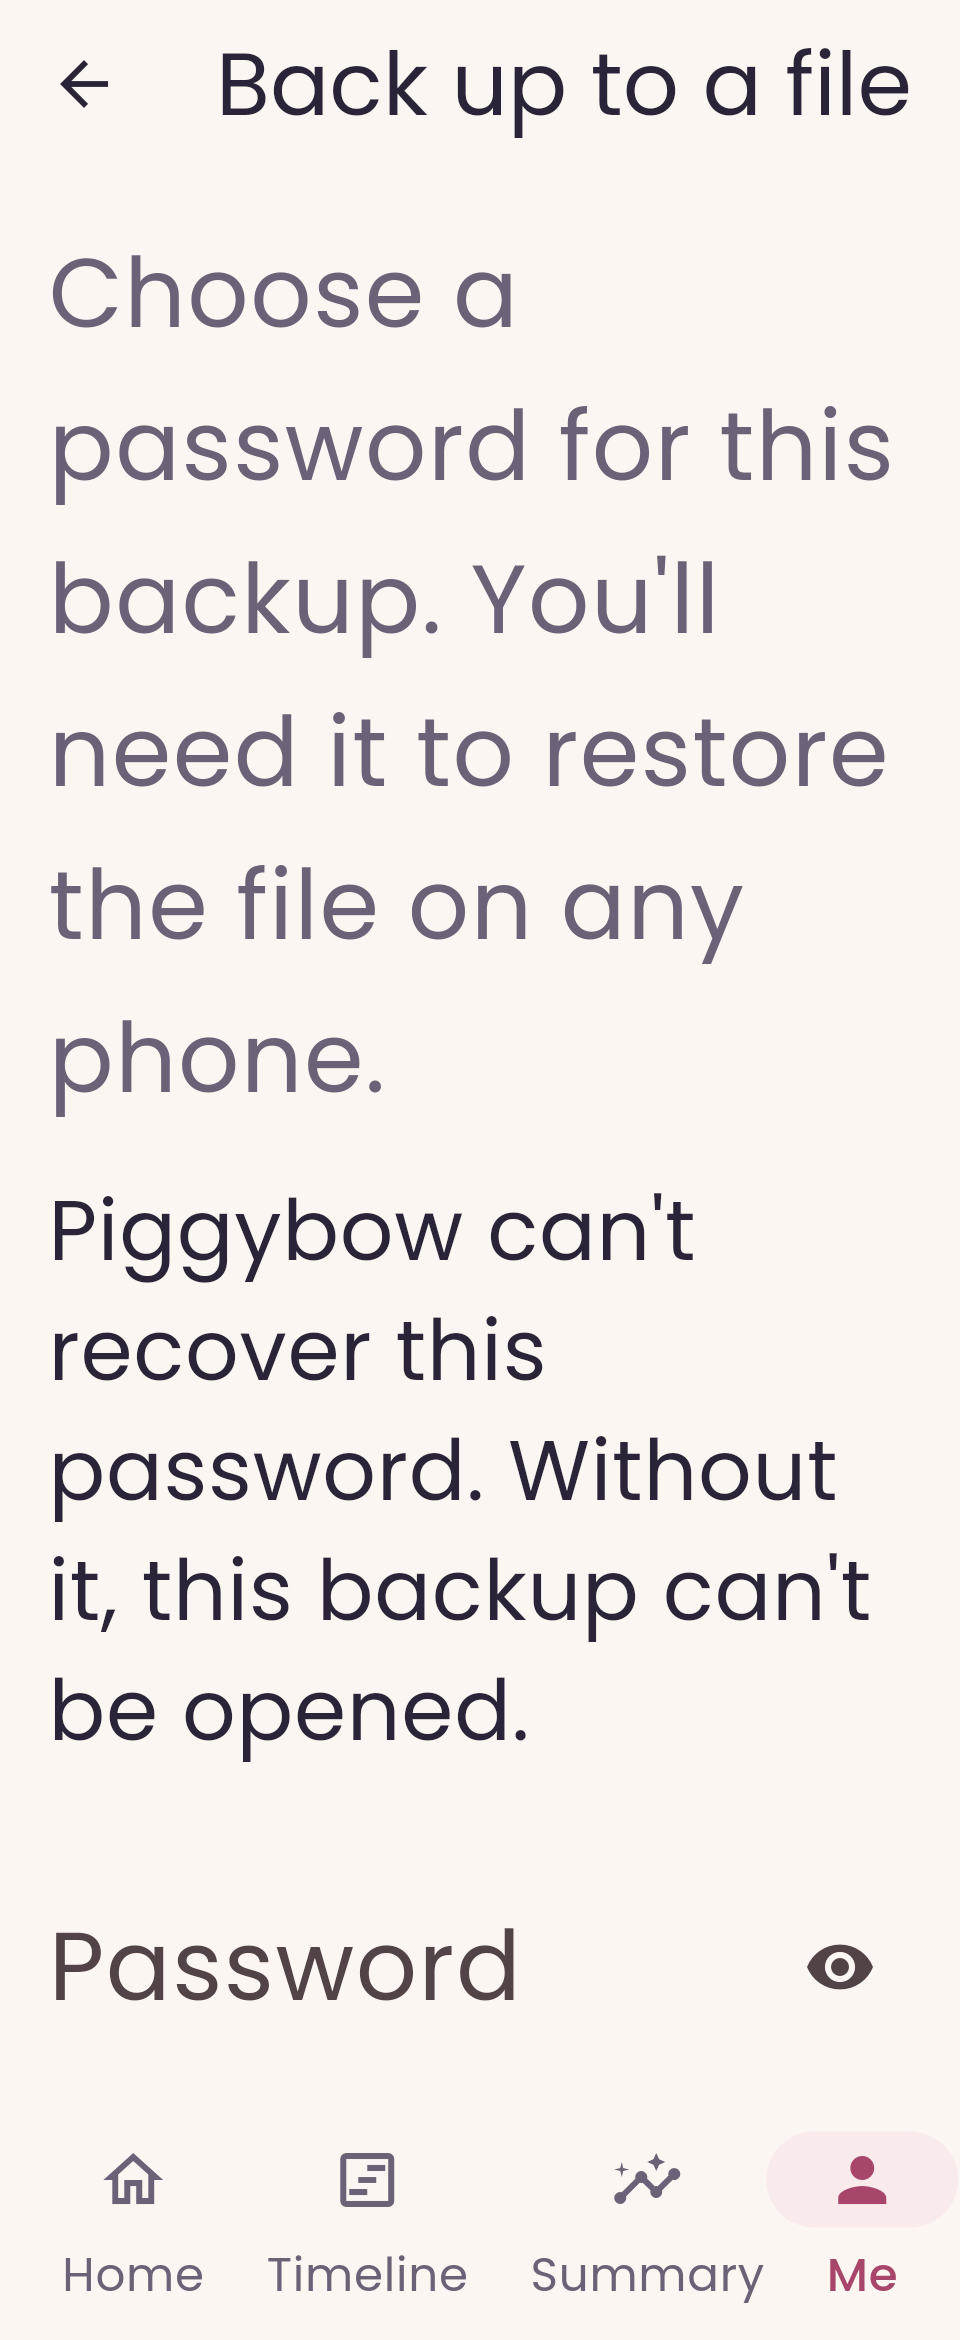 Back up to a file
Choose a
password for this
backup. You'll
need it to restore
the file on any
phone.
Piggybow can't
recover this
password. Without
it, this backup can't
be opened.
Password
Home
Timeline
Summary
Me